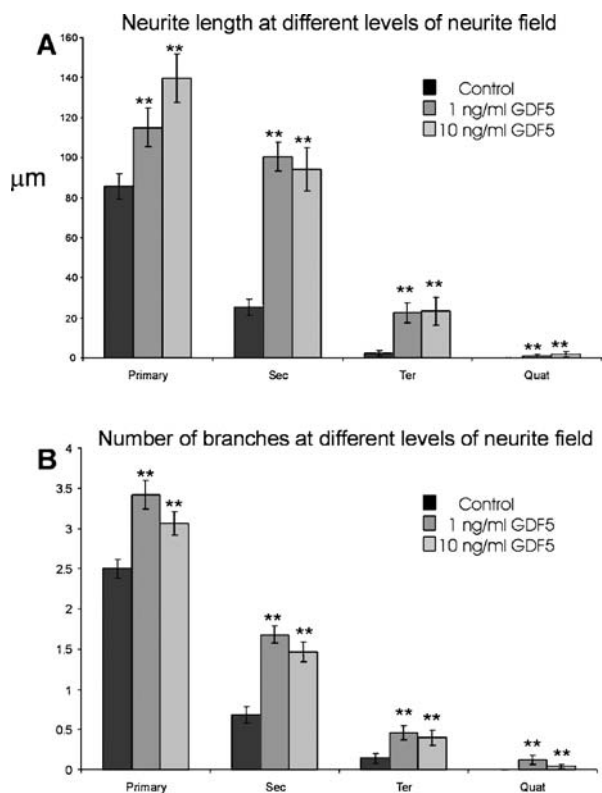 Neurite length at different levels of neurite field
A
160
140
120
100
80
60
40
20
0
μm
**
**
**
**
**
**
**
**
Control
1 ng/ml GDF5
10 ng/ml GDF5
Primary
Sec
Ter
Quat
Number of branches at different levels of neurite field
B
4
3.5
3
2.5
2
1.5
1
0.5
0
**
**
**
**
**
**
**
**
Control
1 ng/ml GDF5
10 ng/ml GDF5
Primary
Sec
Ter
Quat